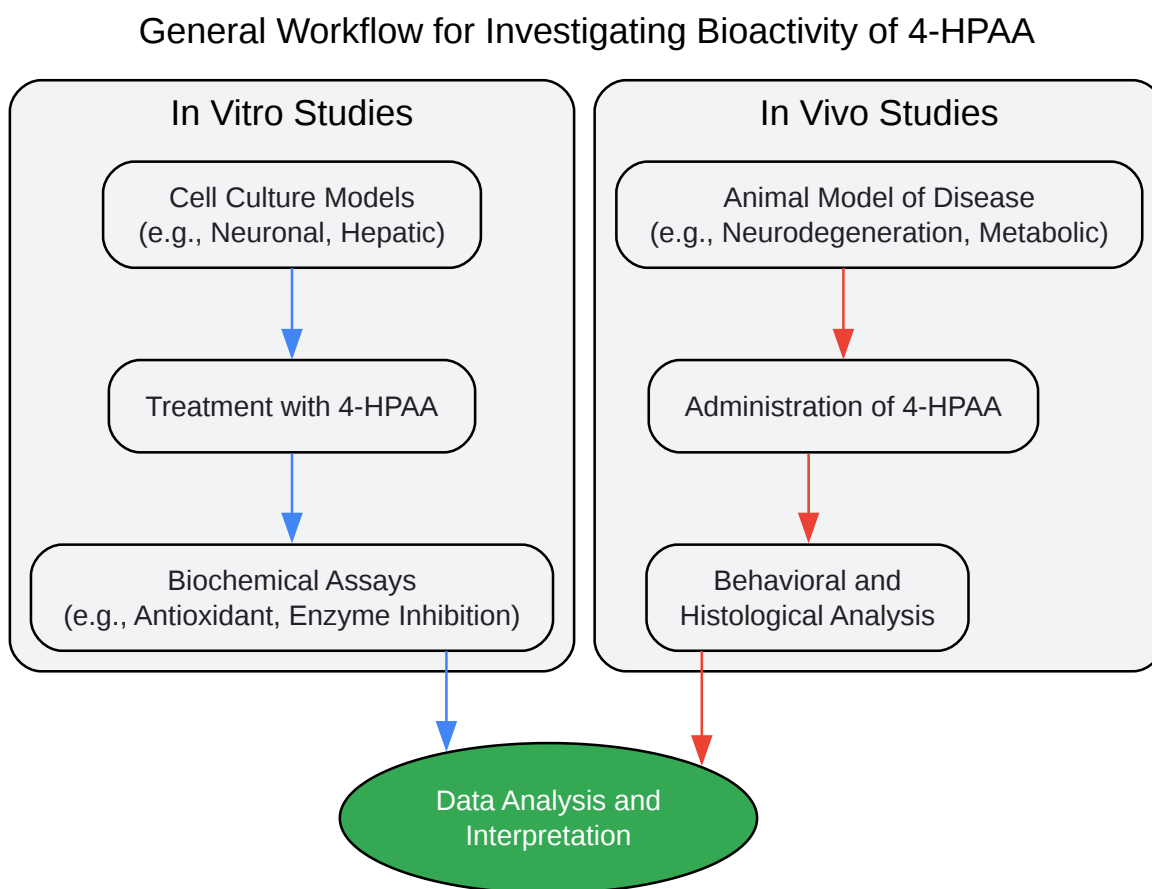 General Workflow for Investigating Bioactivity of 4-HPAA
In Vitro Studies
Cell Culture Models
(e.g., Neuronal, Hepatic)
Treatment with 4-HPAA
Biochemical Assays
(e.g., Antioxidant, Enzyme Inhibition)
In Vivo Studies
Animal Model of Disease
(e.g., Neurodegeneration, Metabolic)
Administration of 4-HPAA
Behavioral and
Histological Analysis
Data Analysis and
Interpretation